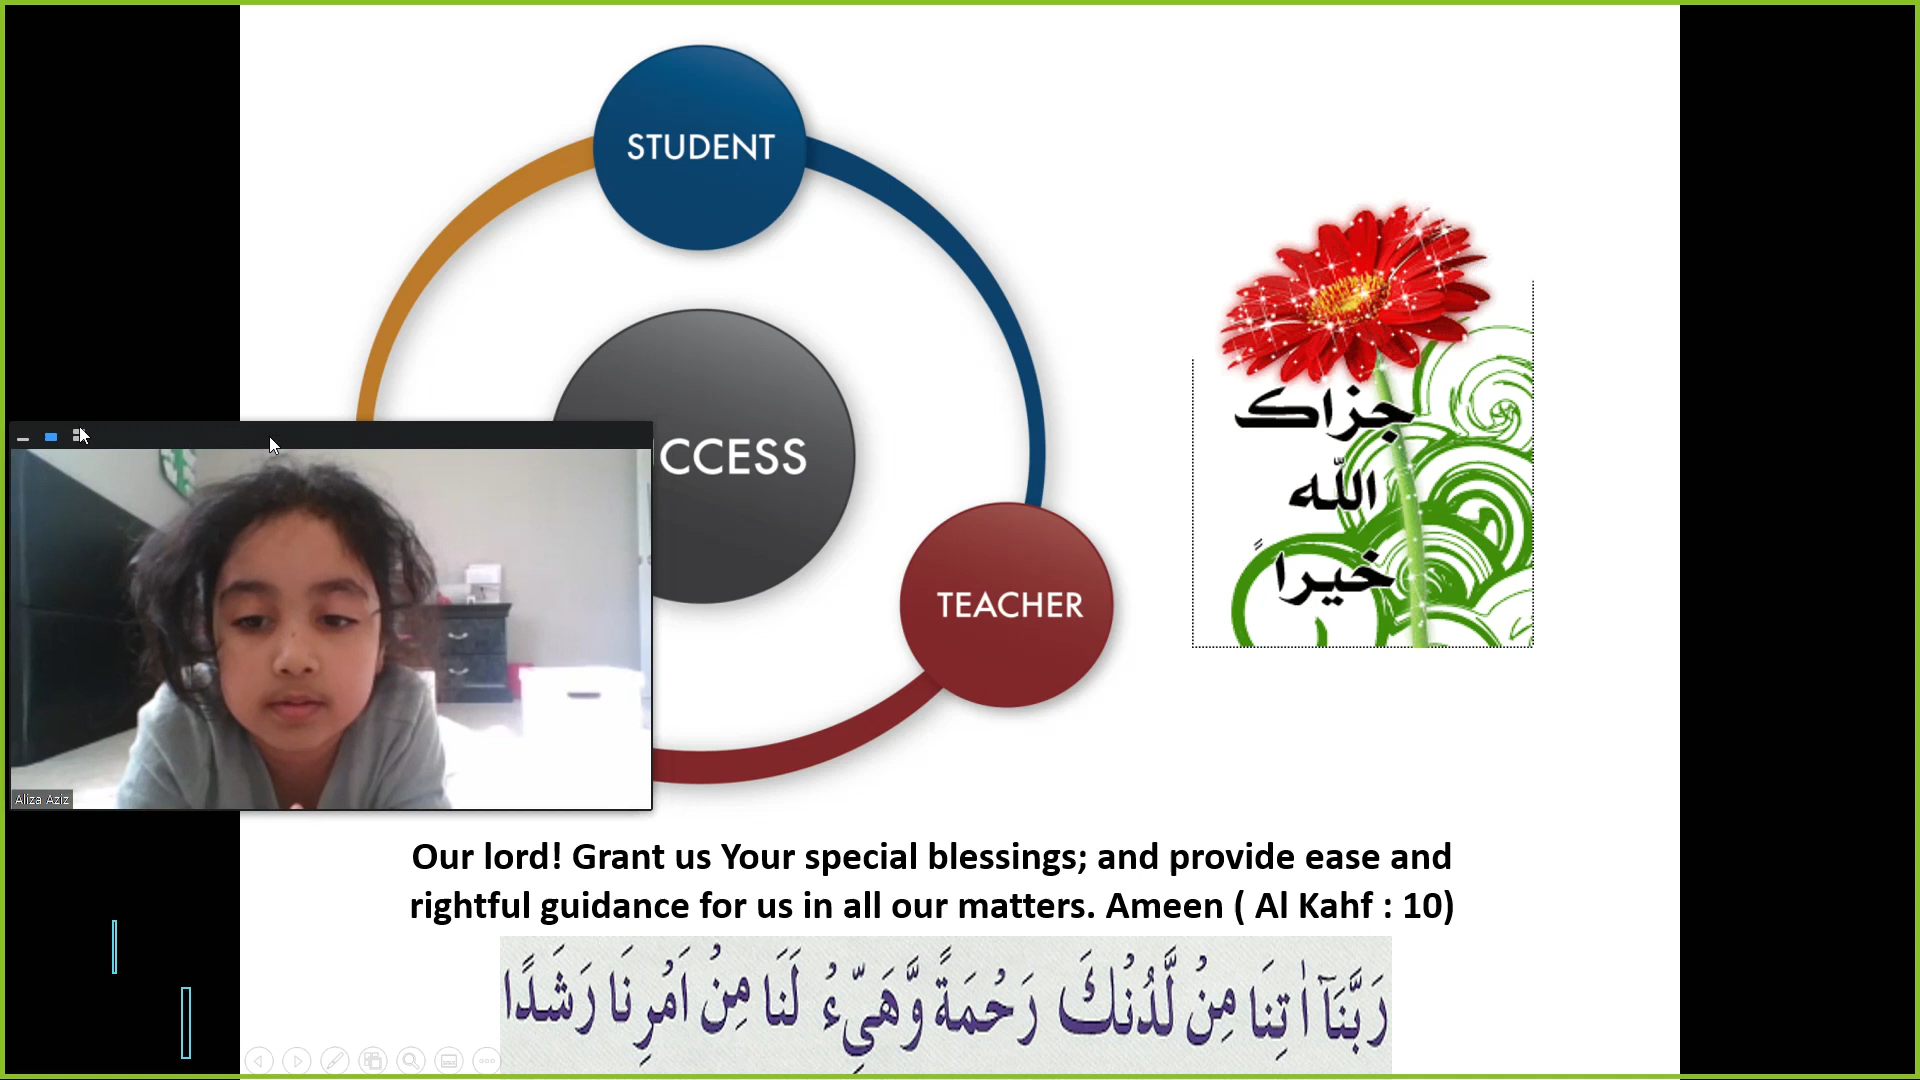 STUDENT
CCESS
TEACHER
جزاك
الله
خيراً
Aliza Aziz
Our lord! Grant us Your special blessings; and provide ease and
rightful guidance for us in all our matters. Ameen ( Al Kahf : 10)
رَبَّنَآ اٰتِنَا مِنْ لَّدُنْكَ رَحْمَةً وَّهَيِّئْ لَنَا مِنْ اَمْرِنَا رَشَدًا